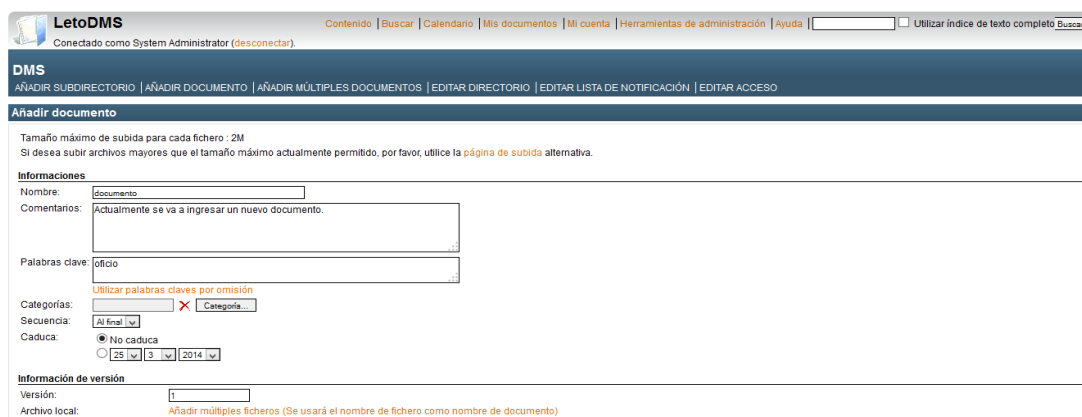 LetoDMS
Contenido | Buscar | Calendario | Mis documentos | Mi cuenta | Herramientas de administración | Ayuda | Utilizar índice de texto completo Buscar
Conectado como System Administrator (desconectar).
DMS
AÑADIR SUBDIRECTORIO | AÑADIR DOCUMENTO | AÑADIR MÚLTIPLES DOCUMENTOS | EDITAR DIRECTORIO | EDITAR LISTA DE NOTIFICACIÓN | EDITAR ACCESO
Añadir documento
Tamaño máximo de subida para cada fichero : 2M
Si desea subir archivos mayores que el tamaño máximo actualmente permitido, por favor, utilice la página de subida alternativa.
Informaciones
Nombre: documento
Comentarios: Actualmente se va a ingresar un nuevo documento.
Palabras clave: oficio
Utilizar palabras claves por omisión
Categorías: Categoría...
Secuencia: Al final
Caduca: No caduca
25 3 2014
Información de versión
Versión: 1
Archivo local: Añadir múltiples ficheros (Se usará el nombre de fichero como nombre de documento)